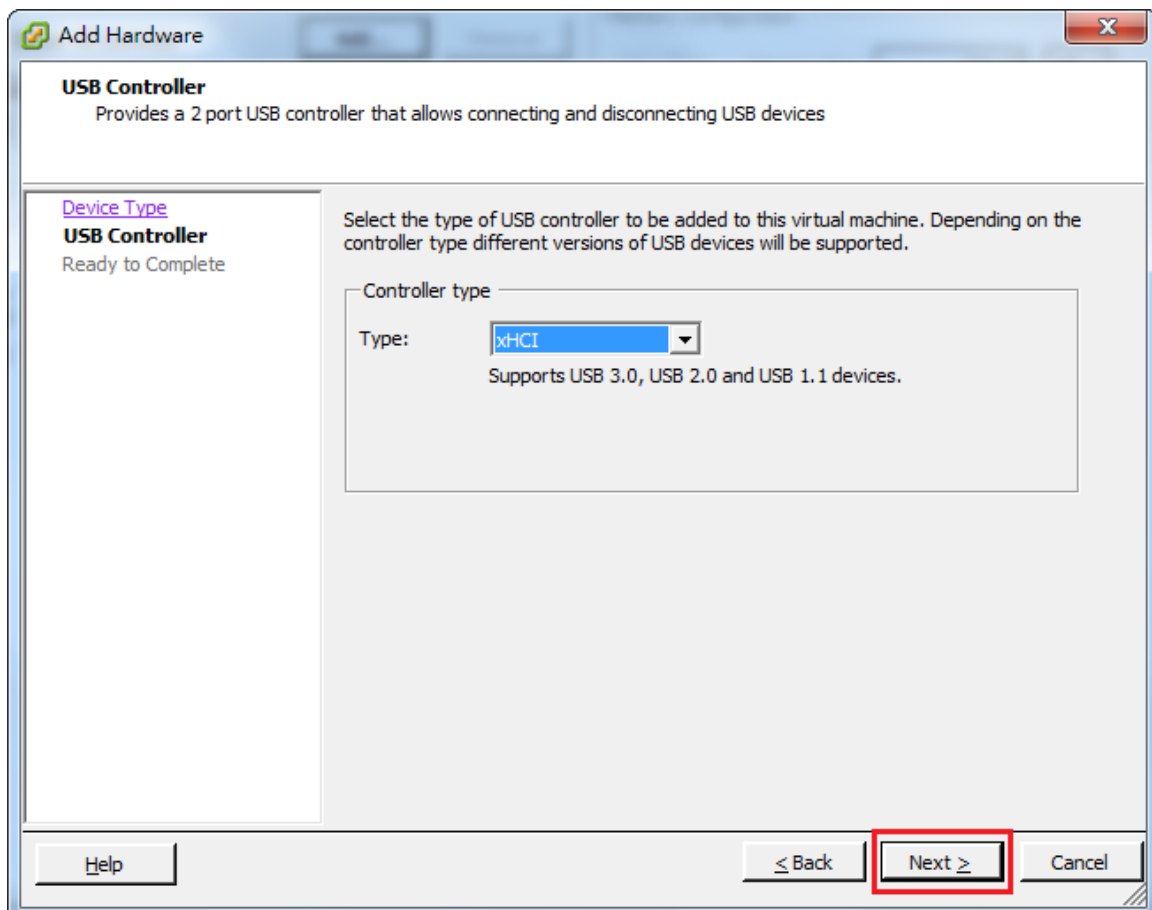 Add Hardware
USB Controller
Provides a 2 port USB controller that allows connecting and disconnecting USB devices
Device Type
USB Controller
Ready to Complete
Select the type of USB controller to be added to this virtual machine. Depending on the
controller type different versions of USB devices will be supported.
Controller type
Type: xHCI
Supports USB 3.0, USB 2.0 and USB 1.1 devices.
Help < Back Next > Cancel